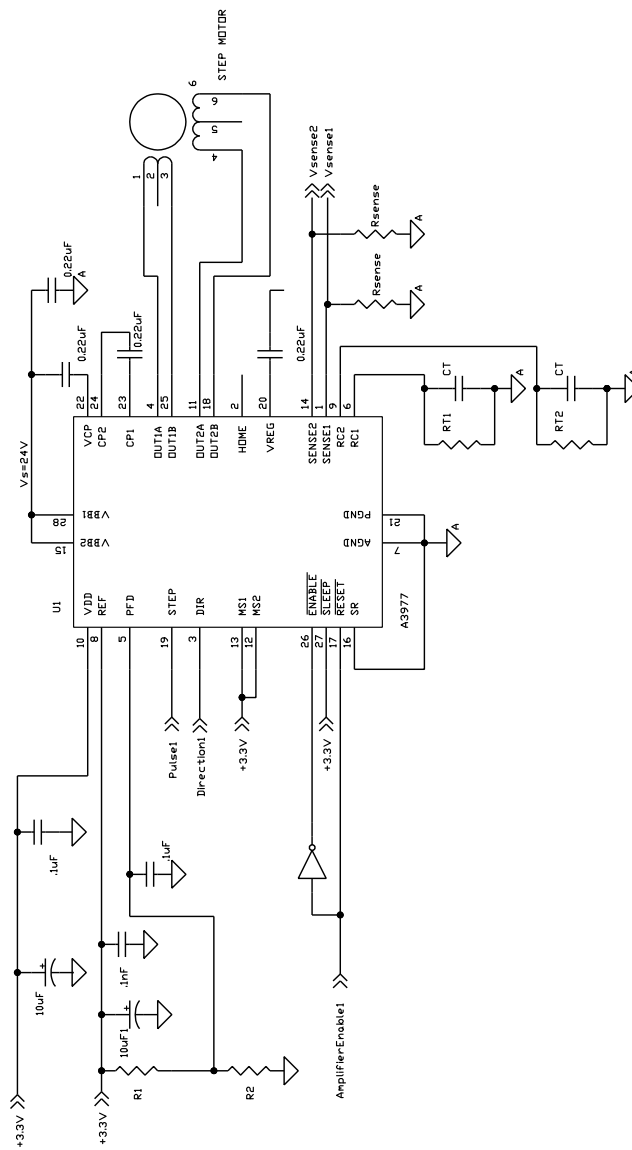 STEP MOTOR
6
6
5
4
1
2
3
Vsense2
Vsense1
Rsense
A
Rsense
A
0.22uF
A
0.22uF
0.22uF
0.22uF
Vs=24V
22
24
23
4
25
11
18
2
20
14
1
9
6
VCP
CP2
CP1
OUT1A
OUT1B
OUT2A
OUT2B
HOME
VREG
SENSE2
SENSE1
RC2
RC1
CT
RT1
A
CT
RT2
A
28
VBB1
15
VBB2
PGND
21
AGND
7
A
U1
VDD
REF
PFD
STEP
DIR
MS1
MS2
ENABLE
SLEEP
RESET
SR
A3977
10
8
5
19
3
13
12
26
27
17
16
Pulse1
Direction1
+3.3V
+3.3V
.1uF
.1uF
10uF
+
.1nF
10uF1
+
R1
R2
AmplifierEnable1
+3.3V
+3.3V